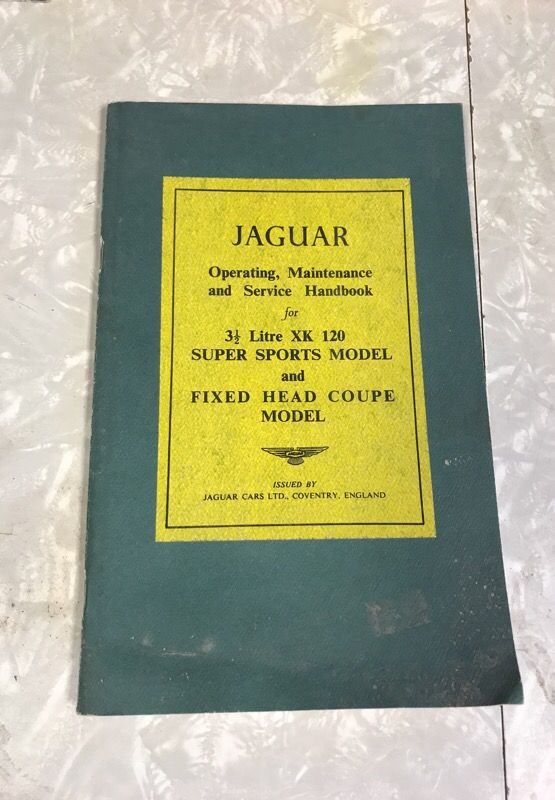 JAGUAR
Operating, Maintenance
and Service Handbook
for
3½ Litre XK 120
SUPER SPORTS MODEL
and
FIXED HEAD COUPE
MODEL
ISSUED BY
JAGUAR CARS LTD., COVENTRY, ENGLAND